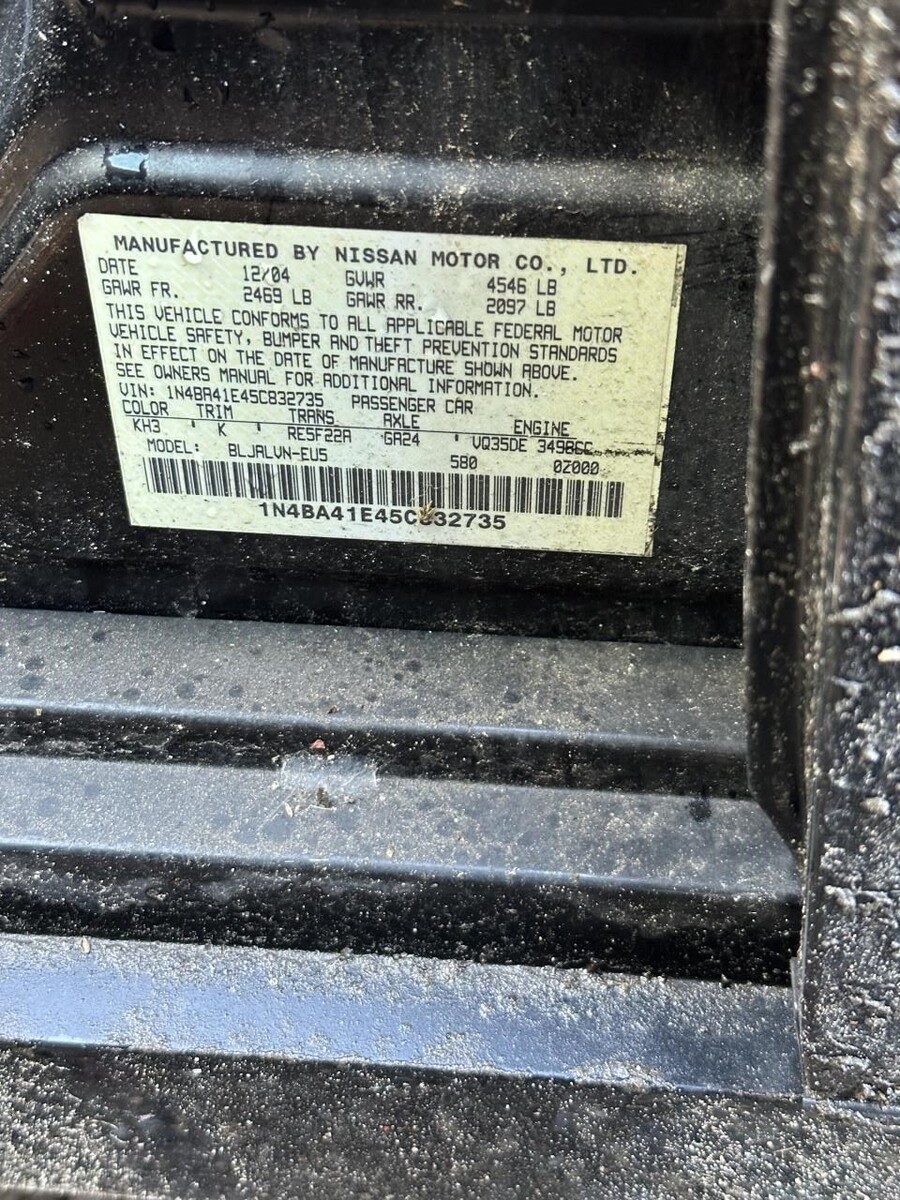 MANUFACTURED BY NISSAN MOTOR CO., LTD.
DATE 12/04 GVWR 4546 LB
GAWR FR. 2469 LB GAWR RR. 2097 LB
THIS VEHICLE CONFORMS TO ALL APPLICABLE FEDERAL MOTOR
VEHICLE SAFETY, BUMPER AND THEFT PREVENTION STANDARDS
IN EFFECT ON THE DATE OF MANUFACTURE SHOWN ABOVE.
SEE OWNERS MANUAL FOR ADDITIONAL INFORMATION.
VIN: 1N4BA41E45C832735 PASSENGER CAR
COLOR TRIM TRANS AXLE ENGINE
KH3 K RE5F22A GA24 VQ35DE 3498CC
MODEL: BLJALVN-EU5 580 0Z000
1N4BA41E45C832735